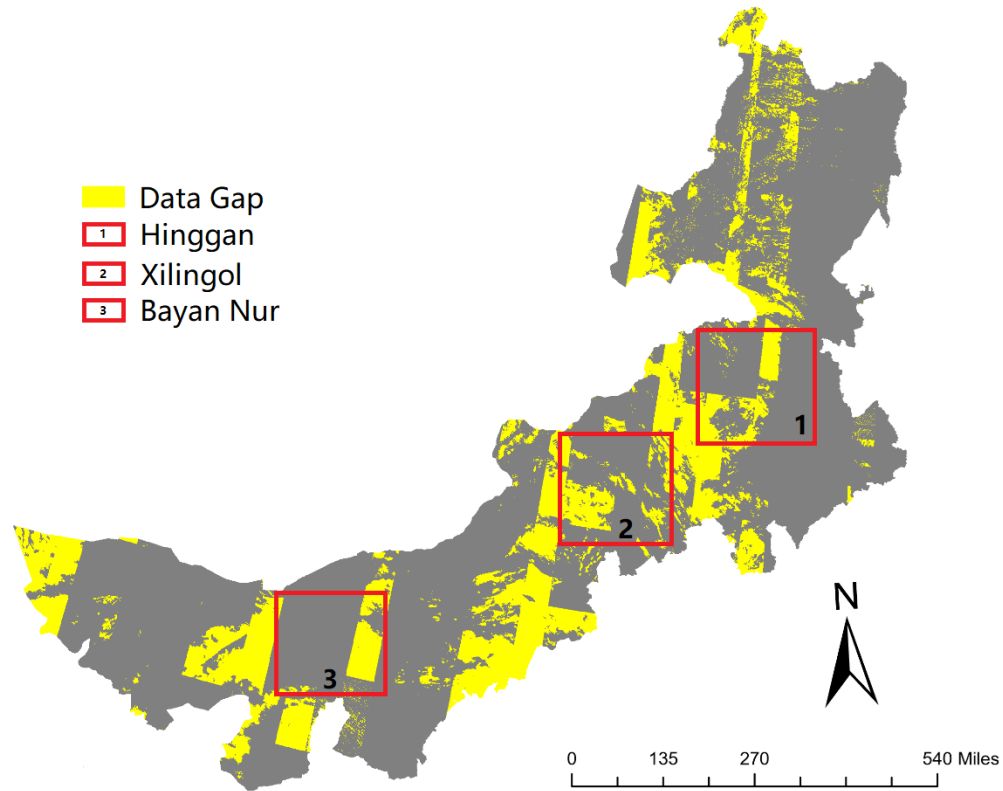 Data Gap
1 Hinggan
2 Xilingol
3 Bayan Nur
1
2
3
N
0 135 270 540 Miles